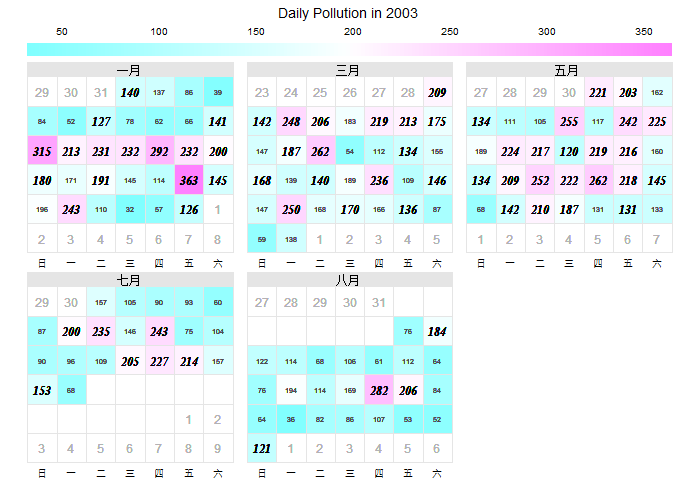 Daily Pollution in 2003
50 100 150 200 250 300 350
一月 三月 五月
29 30 31 140 137 86 39 23 24 25 26 27 28 209 27 28 29 30 221 203 162
84 52 127 78 62 66 141 142 248 206 183 219 213 175 134 111 105 255 117 242 225
315 213 231 232 292 232 200 147 187 262 54 112 134 155 189 224 217 120 219 216 160
180 171 191 145 114 363 145 168 139 140 189 236 109 146 134 209 252 222 262 218 145
196 243 110 32 57 126 1 147 250 168 170 166 136 87 68 142 210 187 131 131 133
2 3 4 5 6 7 8 59 138 1 2 3 4 5 1 2 3 4 5 6 7
日 一 二 三 四 五 六 日 一 二 三 四 五 六 日 一 二 三 四 五 六
七月 八月
29 30 157 105 90 93 60 27 28 29 30 31
87 200 235 146 243 75 104 76 184
90 96 109 205 227 214 157 122 114 68 106 61 112 64
153 68 76 194 114 169 282 206 84
1 2 64 36 82 86 107 53 52
3 4 5 6 7 8 9 121 1 2 3 4 5 6
日 一 二 三 四 五 六 日 一 二 三 四 五 六